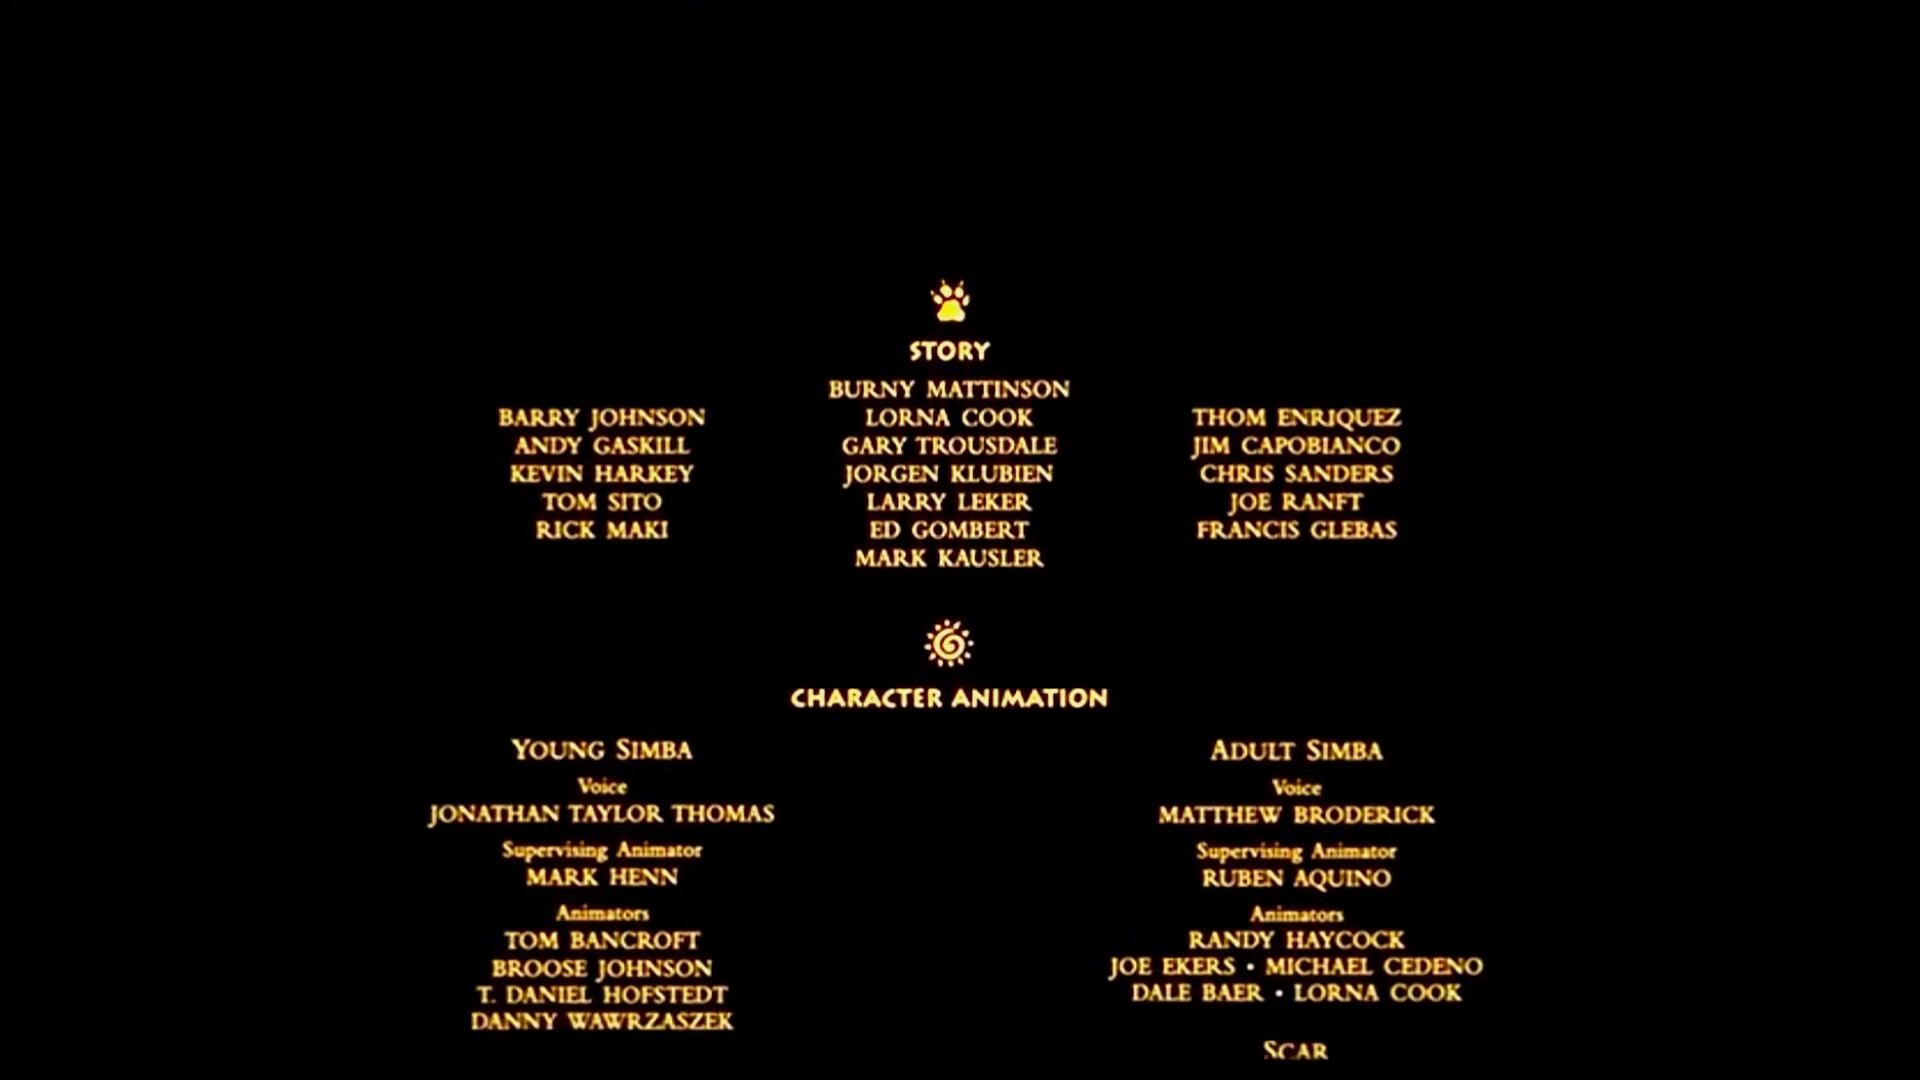 STORY
BURNY MATTINSON
BARRY JOHNSON LORNA COOK THOM ENRIQUEZ
ANDY GASKILL GARY TROUSDALE JIM CAPOBIANCO
KEVIN HARKEY JORGEN KLUBIEN CHRIS SANDERS
TOM SITO LARRY LEKER JOE RANFT
RICK MAKI ED GOMBERT FRANCIS GLEBAS
MARK KAUSLER
CHARACTER ANIMATION
YOUNG SIMBA
Voice
JONATHAN TAYLOR THOMAS
Supervising Animator
MARK HENN
Animators
TOM BANCROFT
BROOSE JOHNSON
T. DANIEL HOFSTEDT
DANNY WAWRZASZEK
ADULT SIMBA
Voice
MATTHEW BRODERICK
Supervising Animator
RUBEN AQUINO
Animators
RANDY HAYCOCK
JOE EKERS • MICHAEL CEDENO
DALE BAER • LORNA COOK
SCAR